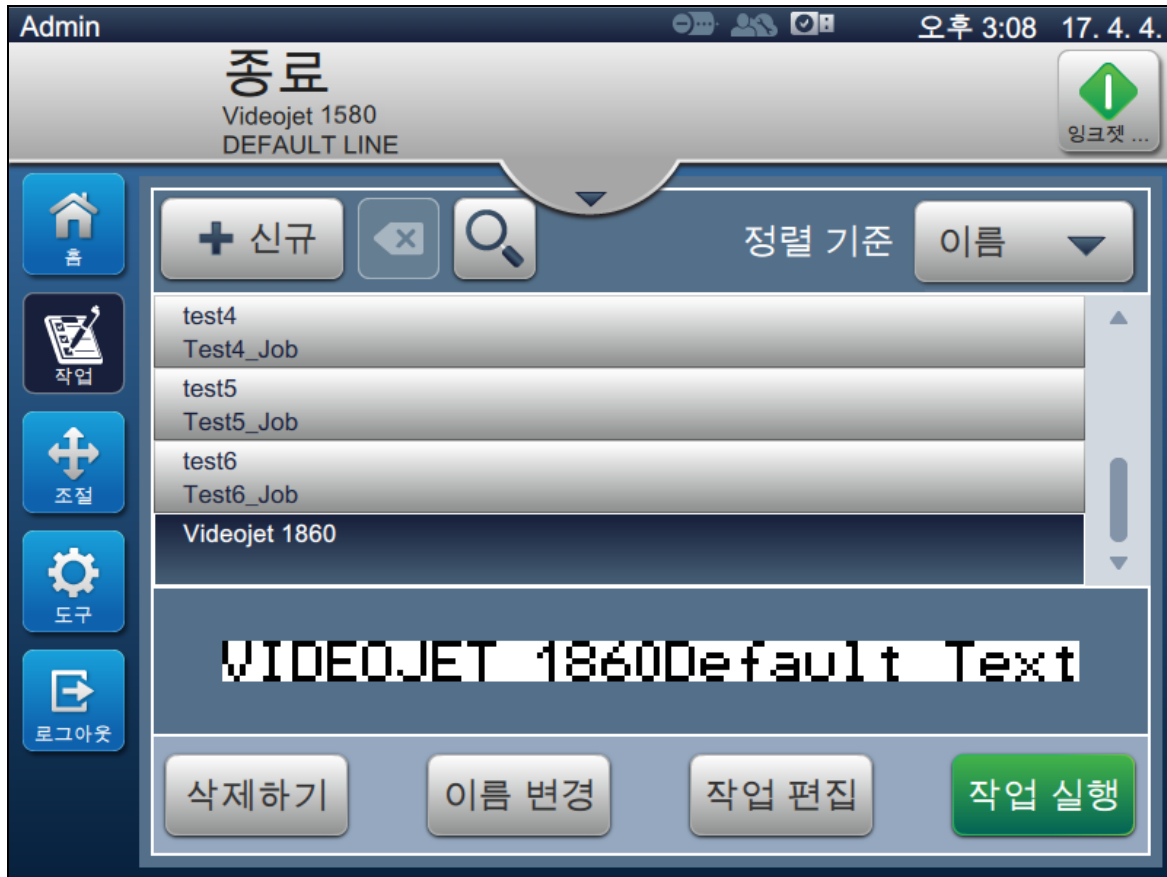 Admin 오후 3:08 17. 4. 4.
종료
Videojet 1580
DEFAULT LINE
잉크젯 ...
홈
작업
조절
도구
로그아웃
신규
정렬 기준 이름
test4
Test4_Job
test5
Test5_Job
test6
Test6_Job
Videojet 1860
VIDEOJET 1860Default Text
삭제하기 이름 변경 작업 편집 작업 실행